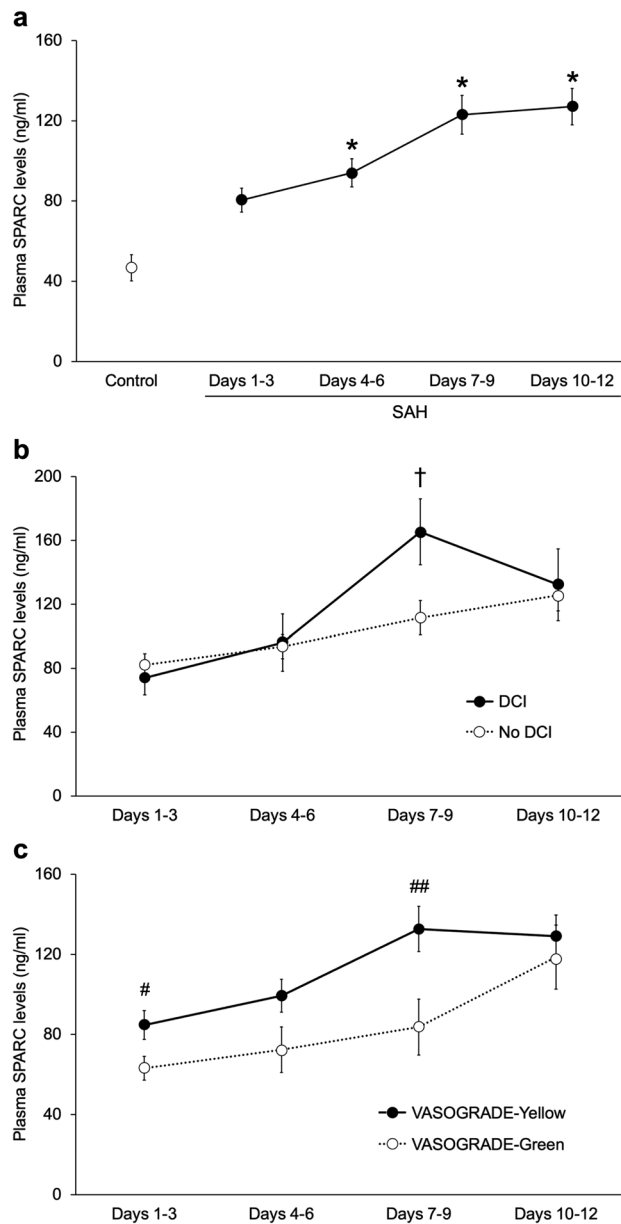 a
Plasma SPARC levels (ng/ml)
160
120
80
40
0
*
*
*
Control
Days 1-3
Days 4-6
Days 7-9
Days 10-12
SAH
b
Plasma SPARC levels (ng/ml)
200
160
120
80
40
0
†
DCI
No DCI
Days 1-3
Days 4-6
Days 7-9
Days 10-12
c
Plasma SPARC levels (ng/ml)
160
120
80
40
0
#
##
VASOGRADE-Yellow
VASOGRADE-Green
Days 1-3
Days 4-6
Days 7-9
Days 10-12